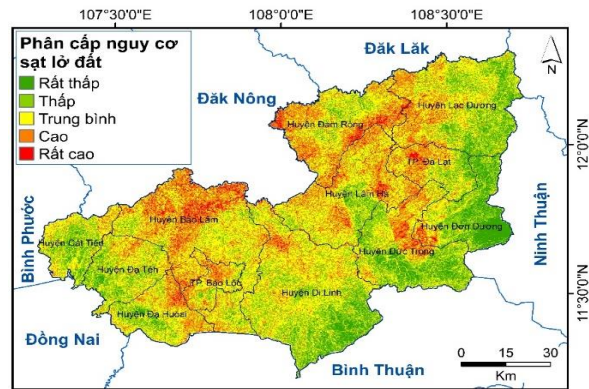 107°30'0"E
108°0'0"E
108°30'0"E
Phân cấp nguy cơ
sạt lở đất
Rất thấp
Thấp
Trung bình
Cao
Rất cao
Đăk Lăk
N
Đăk Nông
Huyện Lạc Dương
Huyện Đam Rông
12°0'0"N
TP. Đà Lạt
Huyện Lâm Hà
Ninh Thuận
Huyện Bảo Lâm
Huyện Đơn Dương
Bình Phước
Huyện Cát Tiên
Huyện Đức Trọng
Huyện Đạ Tẻh
TP. Bảo Lộc
Huyện Di Linh
11°30'0"N
Huyện Đạ Huoai
Đồng Nai
Bình Thuận
0 15 30
Km